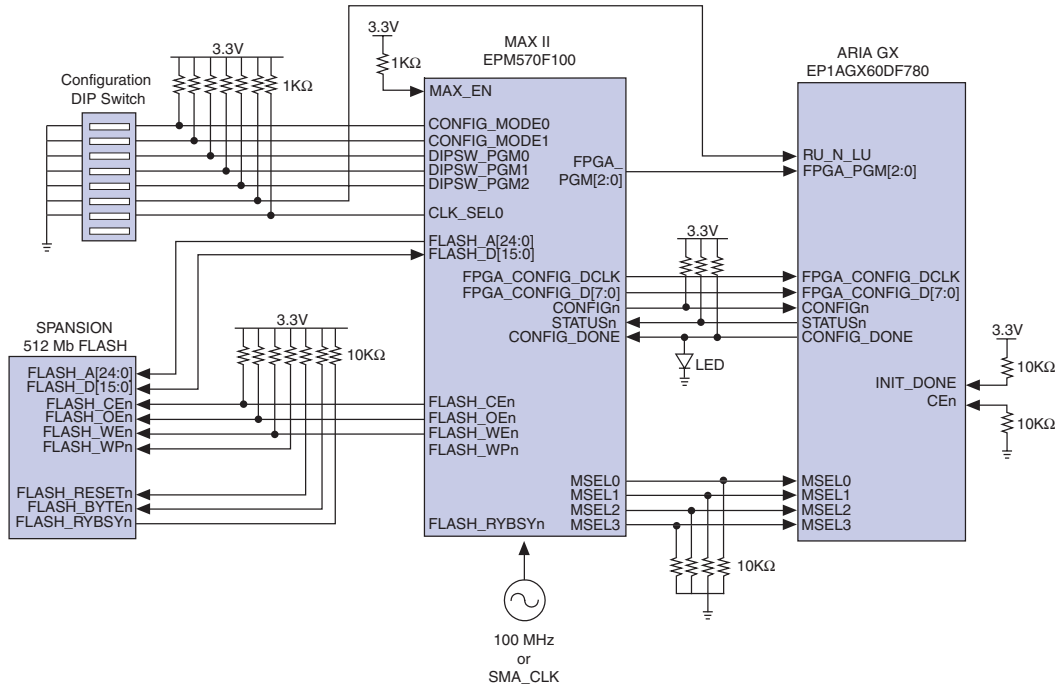 3.3V
1KΩ
Configuration
DIP Switch
3.3V
1KΩ
MAX II
EPM570F100
MAX_EN
CONFIG_MODE0
CONFIG_MODE1
DIPSW_PGM0
DIPSW_PGM1
DIPSW_PGM2
CLK_SEL0
FLASH_A[24:0]
FLASH_D[15:0]
FPGA_
PGM[2:0]
FPGA_CONFIG_DCLK
FPGA_CONFIG_D[7:0]
CONFIGn
STATUSn
CONFIG_DONE
FLASH_CEn
FLASH_OEn
FLASH_WEn
FLASH_WPn
MSEL0
MSEL1
MSEL2
MSEL3
FLASH_RYBSYn
100 MHz
or
SMA_CLK
ARIA GX
EP1AGX60DF780
RU_N_LU
FPGA_PGM[2:0]
3.3V
FPGA_CONFIG_DCLK
FPGA_CONFIG_D[7:0]
CONFIGn
STATUSn
CONFIG_DONE
LED
INIT_DONE
CEn
3.3V
10KΩ
10KΩ
MSEL0
MSEL1
MSEL2
MSEL3
10KΩ
SPANSION
512 Mb FLASH
3.3V
10KΩ
FLASH_A[24:0]
FLASH_D[15:0]
FLASH_CEn
FLASH_OEn
FLASH_WEn
FLASH_WPn
FLASH_RESETn
FLASH_BYTEn
FLASH_RYBSYn